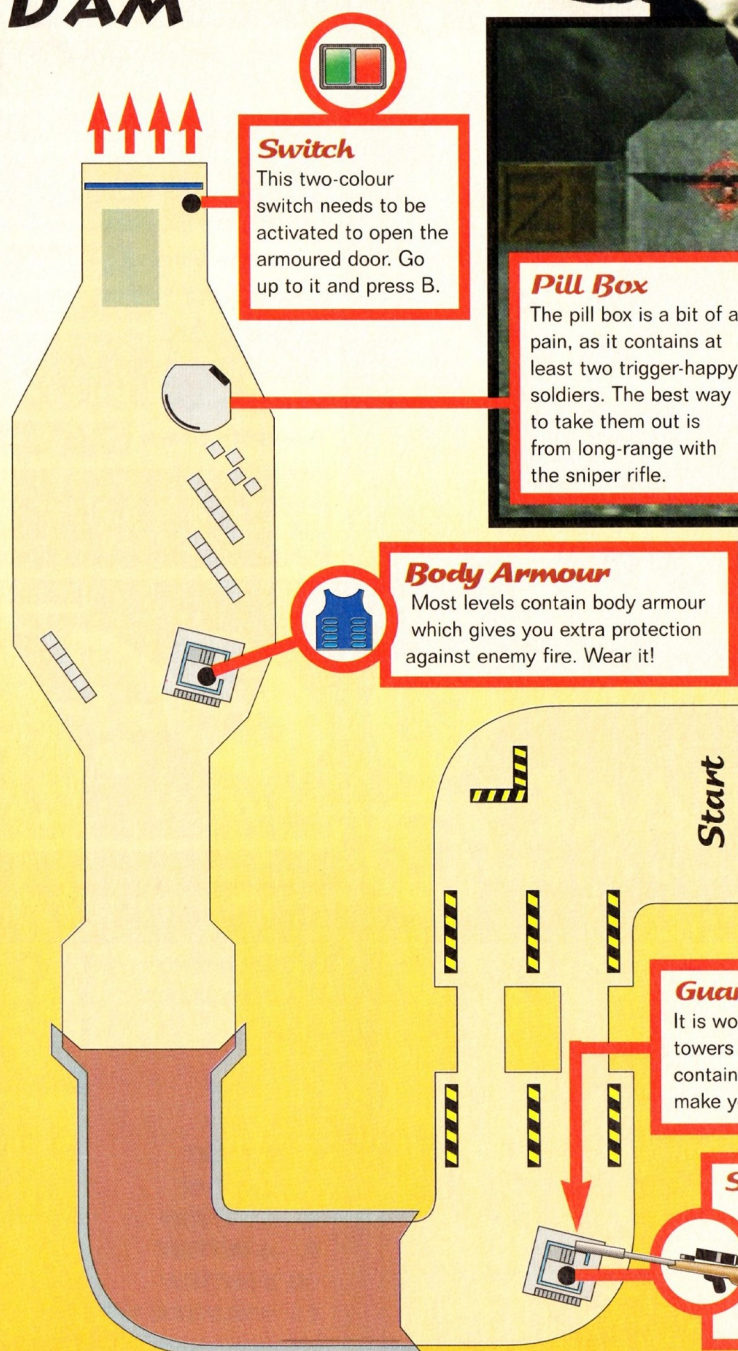 DAM
Switch
This two-colour
switch needs to be
activated to open the
armoured door. Go
up to it and press B.
Pill Box
The pill box is a bit of a
pain, as it contains at
least two trigger-happy
soldiers. The best way
to take them out is
from long-range with
the sniper rifle.
Body Armour
Most levels contain body armour
which gives you extra protection
against enemy fire. Wear it!
Start
It is wo
towers
contain
make y